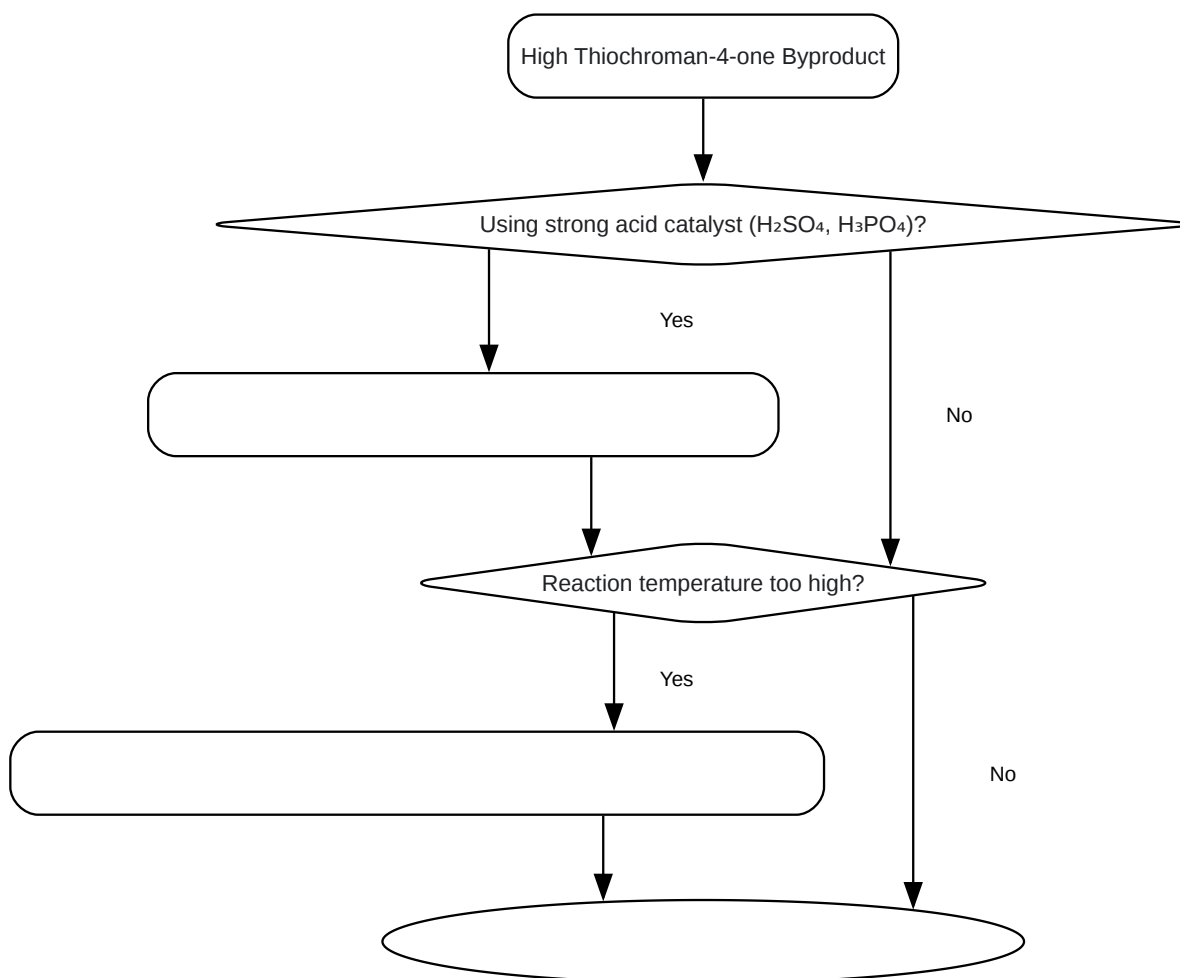 High Thiochroman-4-one Byproduct
Using strong acid catalyst (H₂SO₄, H₃PO₄)?
Yes
No
Reaction temperature too high?
Yes
No